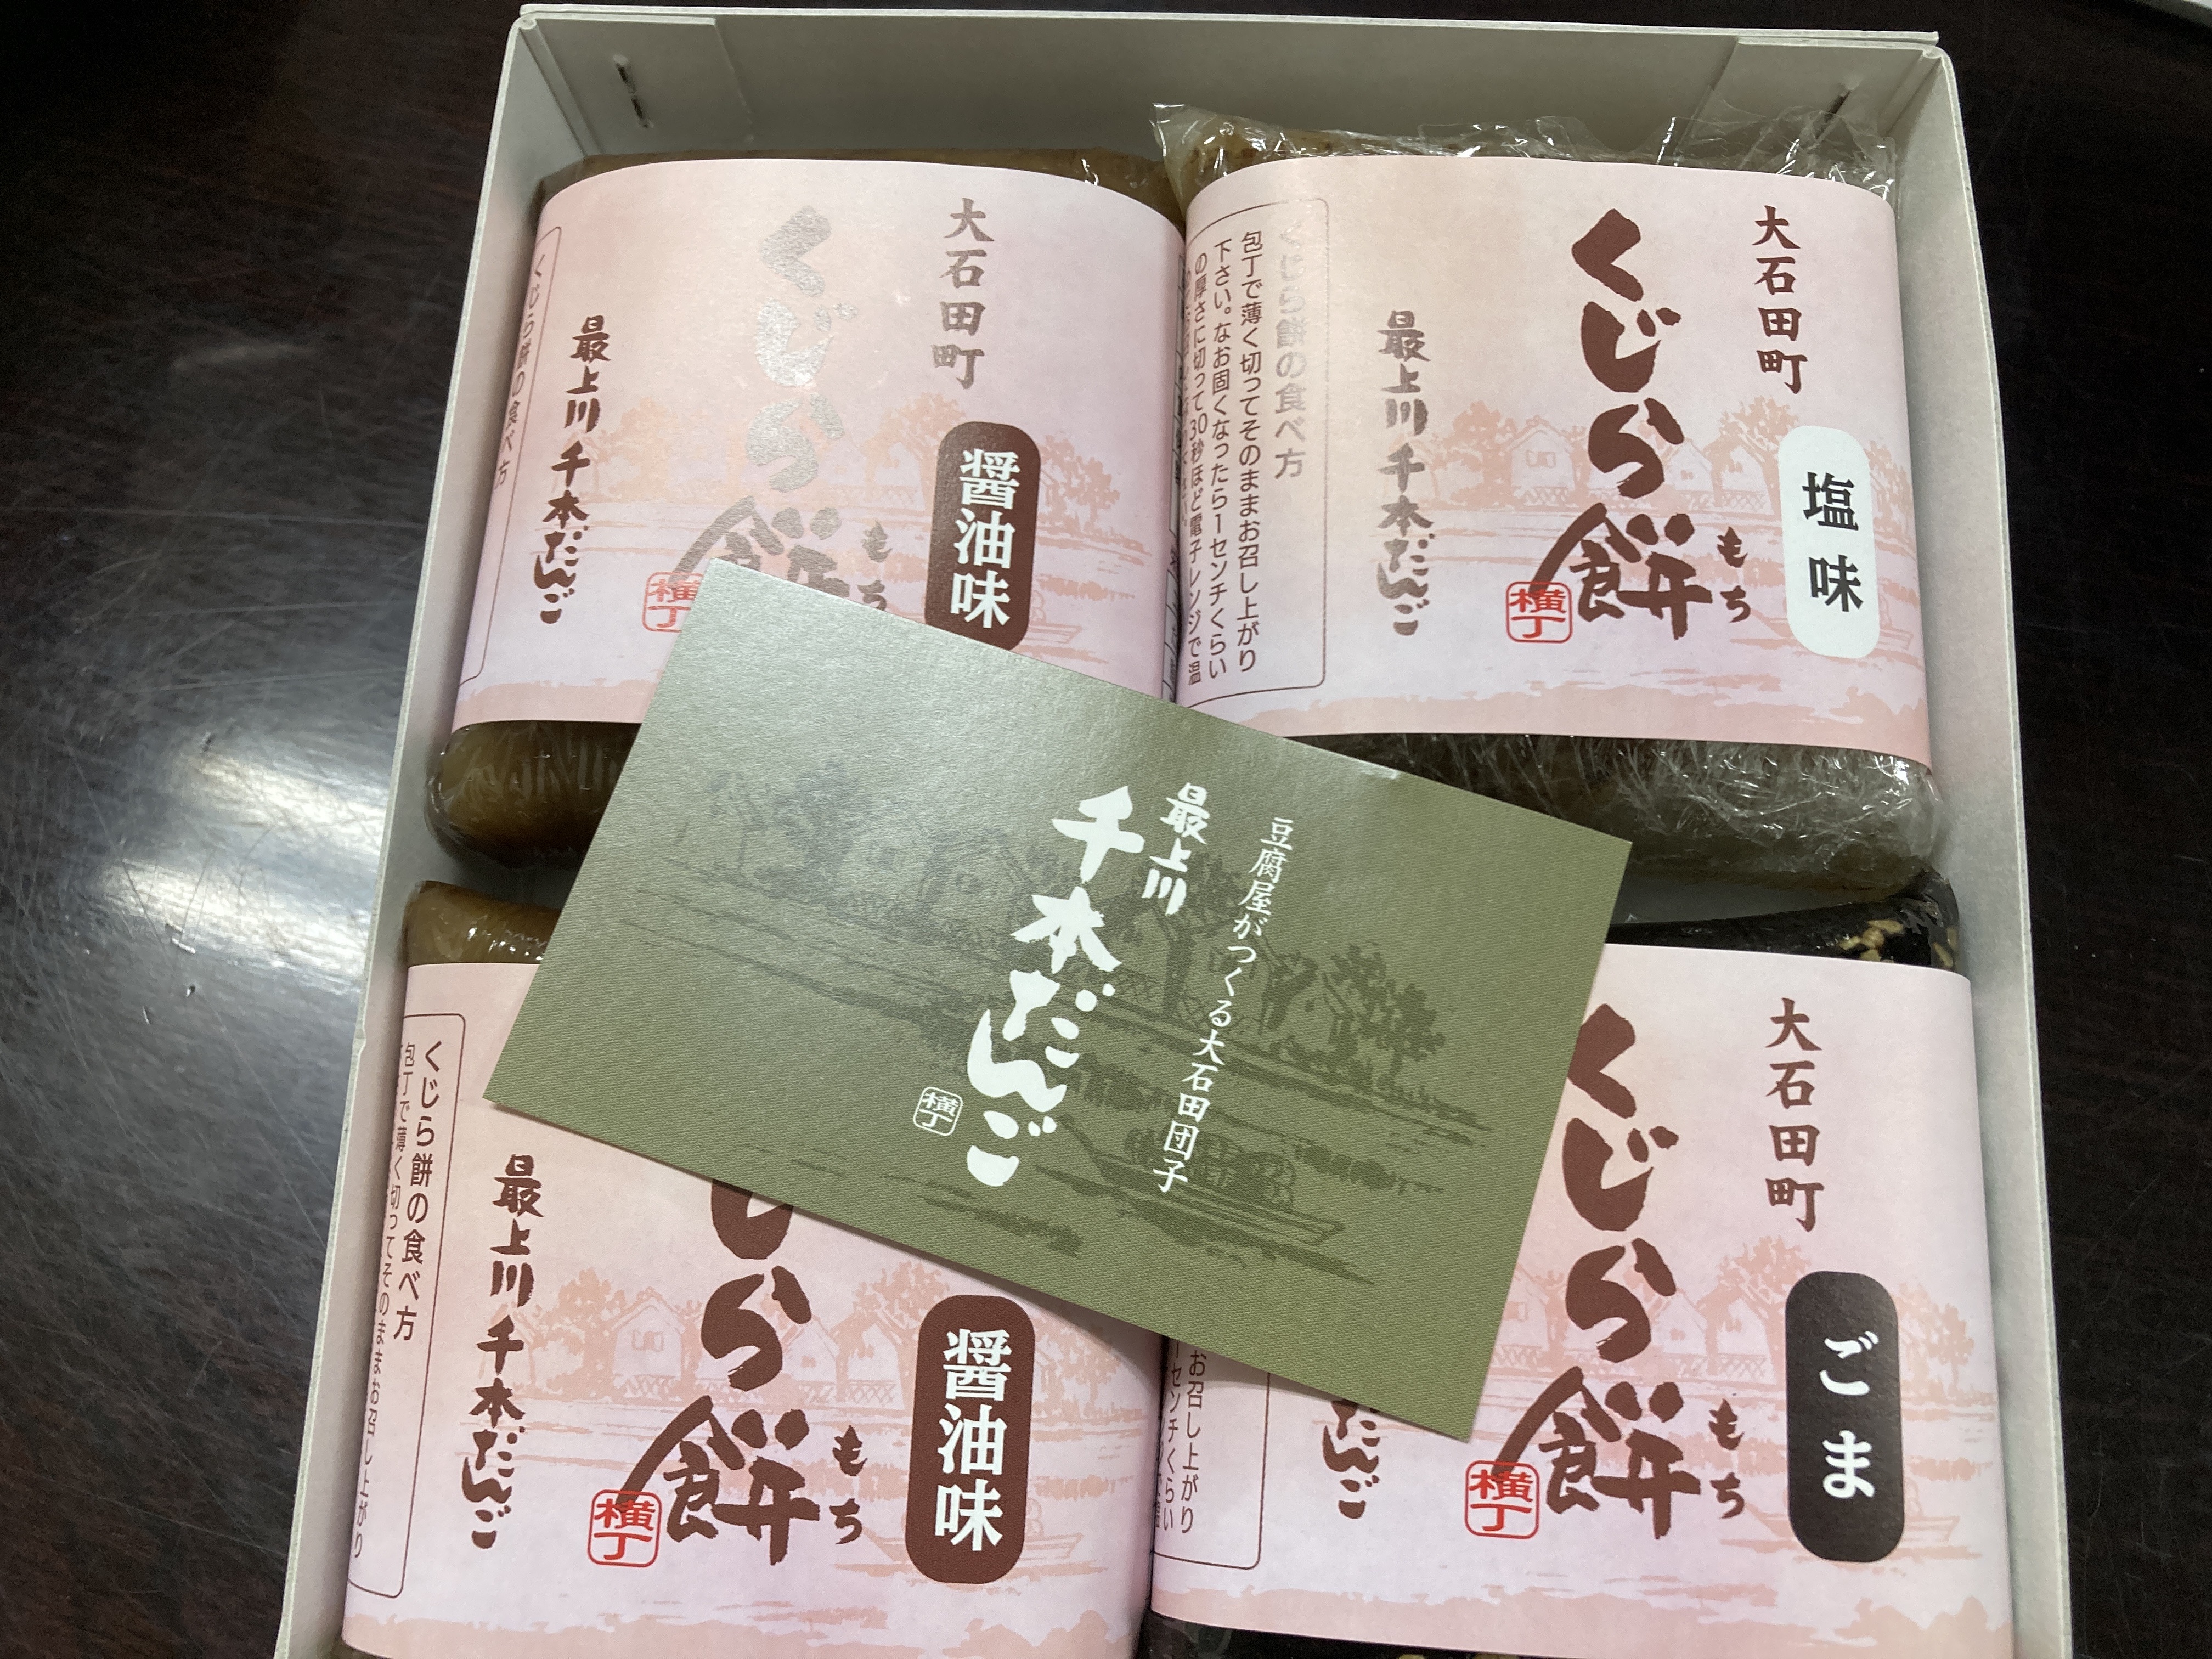 大石田町
くじら餅
もち
醤油味
横丁
最上川千本だんご
くじら餅の食べ方
大石田町
くじら餅
もち
塩味
横丁
最上川千本だんご
くじら餅の食べ方
包丁で薄く切ってそのままお召し上がり
下さい。なお固くなったら1センチくらい
の厚さに切って30秒ほど電子レンジで温
豆腐屋がつくる大石田団子
最上川
千本だんご
横丁
じら餅
もち
醤油味
横丁
最上川千本だんご
くじら餅の食べ方
包丁で薄く切ってそのままお召し上がり
大石田町
くじら餅
もち
ごま
横丁
だんご
お召し上がり
ーセンチくらい